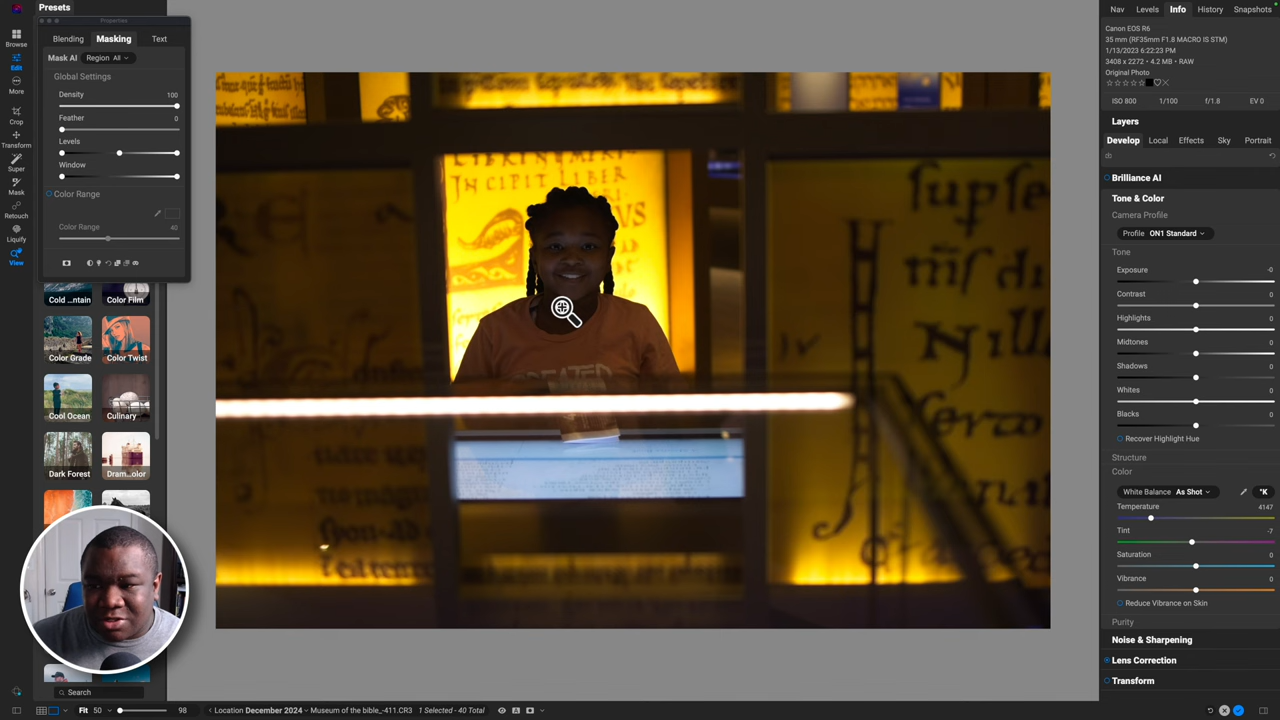 Presets
Properties
Blending Masking Text
Mask AI Region All
Global Settings
Density 100
Feather 0
Levels
Window
Color Range
Color Range 40
Browse
Edit
More
Crop
Transform
Super
Mask
Retouch
Liquify
View
Cold ...ntain Color Film
Color Grade Color Twist
Cool Ocean Culinary
Dark Forest Dram...olor
Search
JN CIPIT LIBER
Nav Levels Info History Snapshots
Canon EOS R6
35 mm (RF35mm F1.8 MACRO IS STM)
1/13/2023 6:22:23 PM
3408 x 2272 • 4.2 MB • RAW
Original Photo
ISO 800 1/100 f/1.8 EV 0
Layers
Develop Local Effects Sky Portrait
Brilliance AI
Tone & Color
Camera Profile
Profile ON1 Standard
Tone
Exposure -0
Contrast 0
Highlights 0
Midtones 0
Shadows 0
Whites 0
Blacks 0
Recover Highlight Hue
Structure
Color
White Balance As Shot °K
Temperature 4147
Tint -7
Saturation 0
Vibrance 0
Reduce Vibrance on Skin
Purity
Noise & Sharpening
Lens Correction
Transform
Fit 50 98 Location December 2024 Museum of the bible_-411.CR3 1 Selected - 40 Total